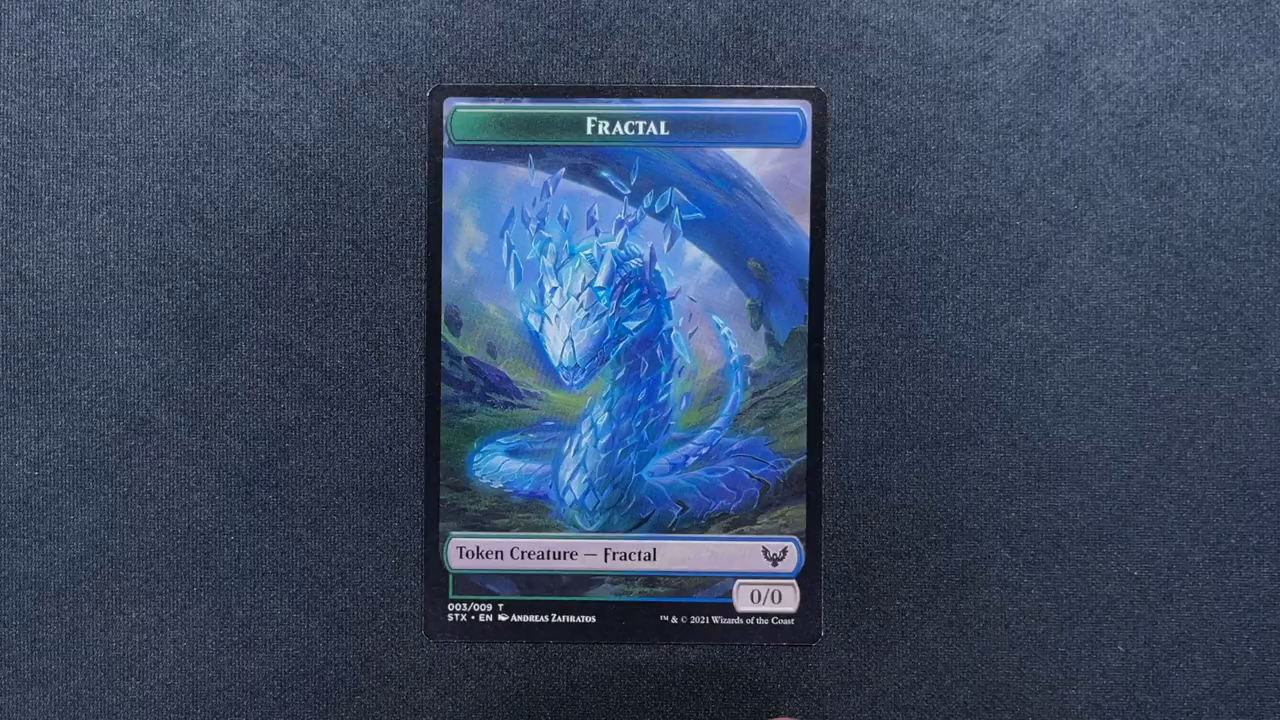 Fractal
Token Creature — Fractal
0/0
003/009 T
STX • EN Andreas Zafiratos
™ & © 2021 Wizards of the Coast